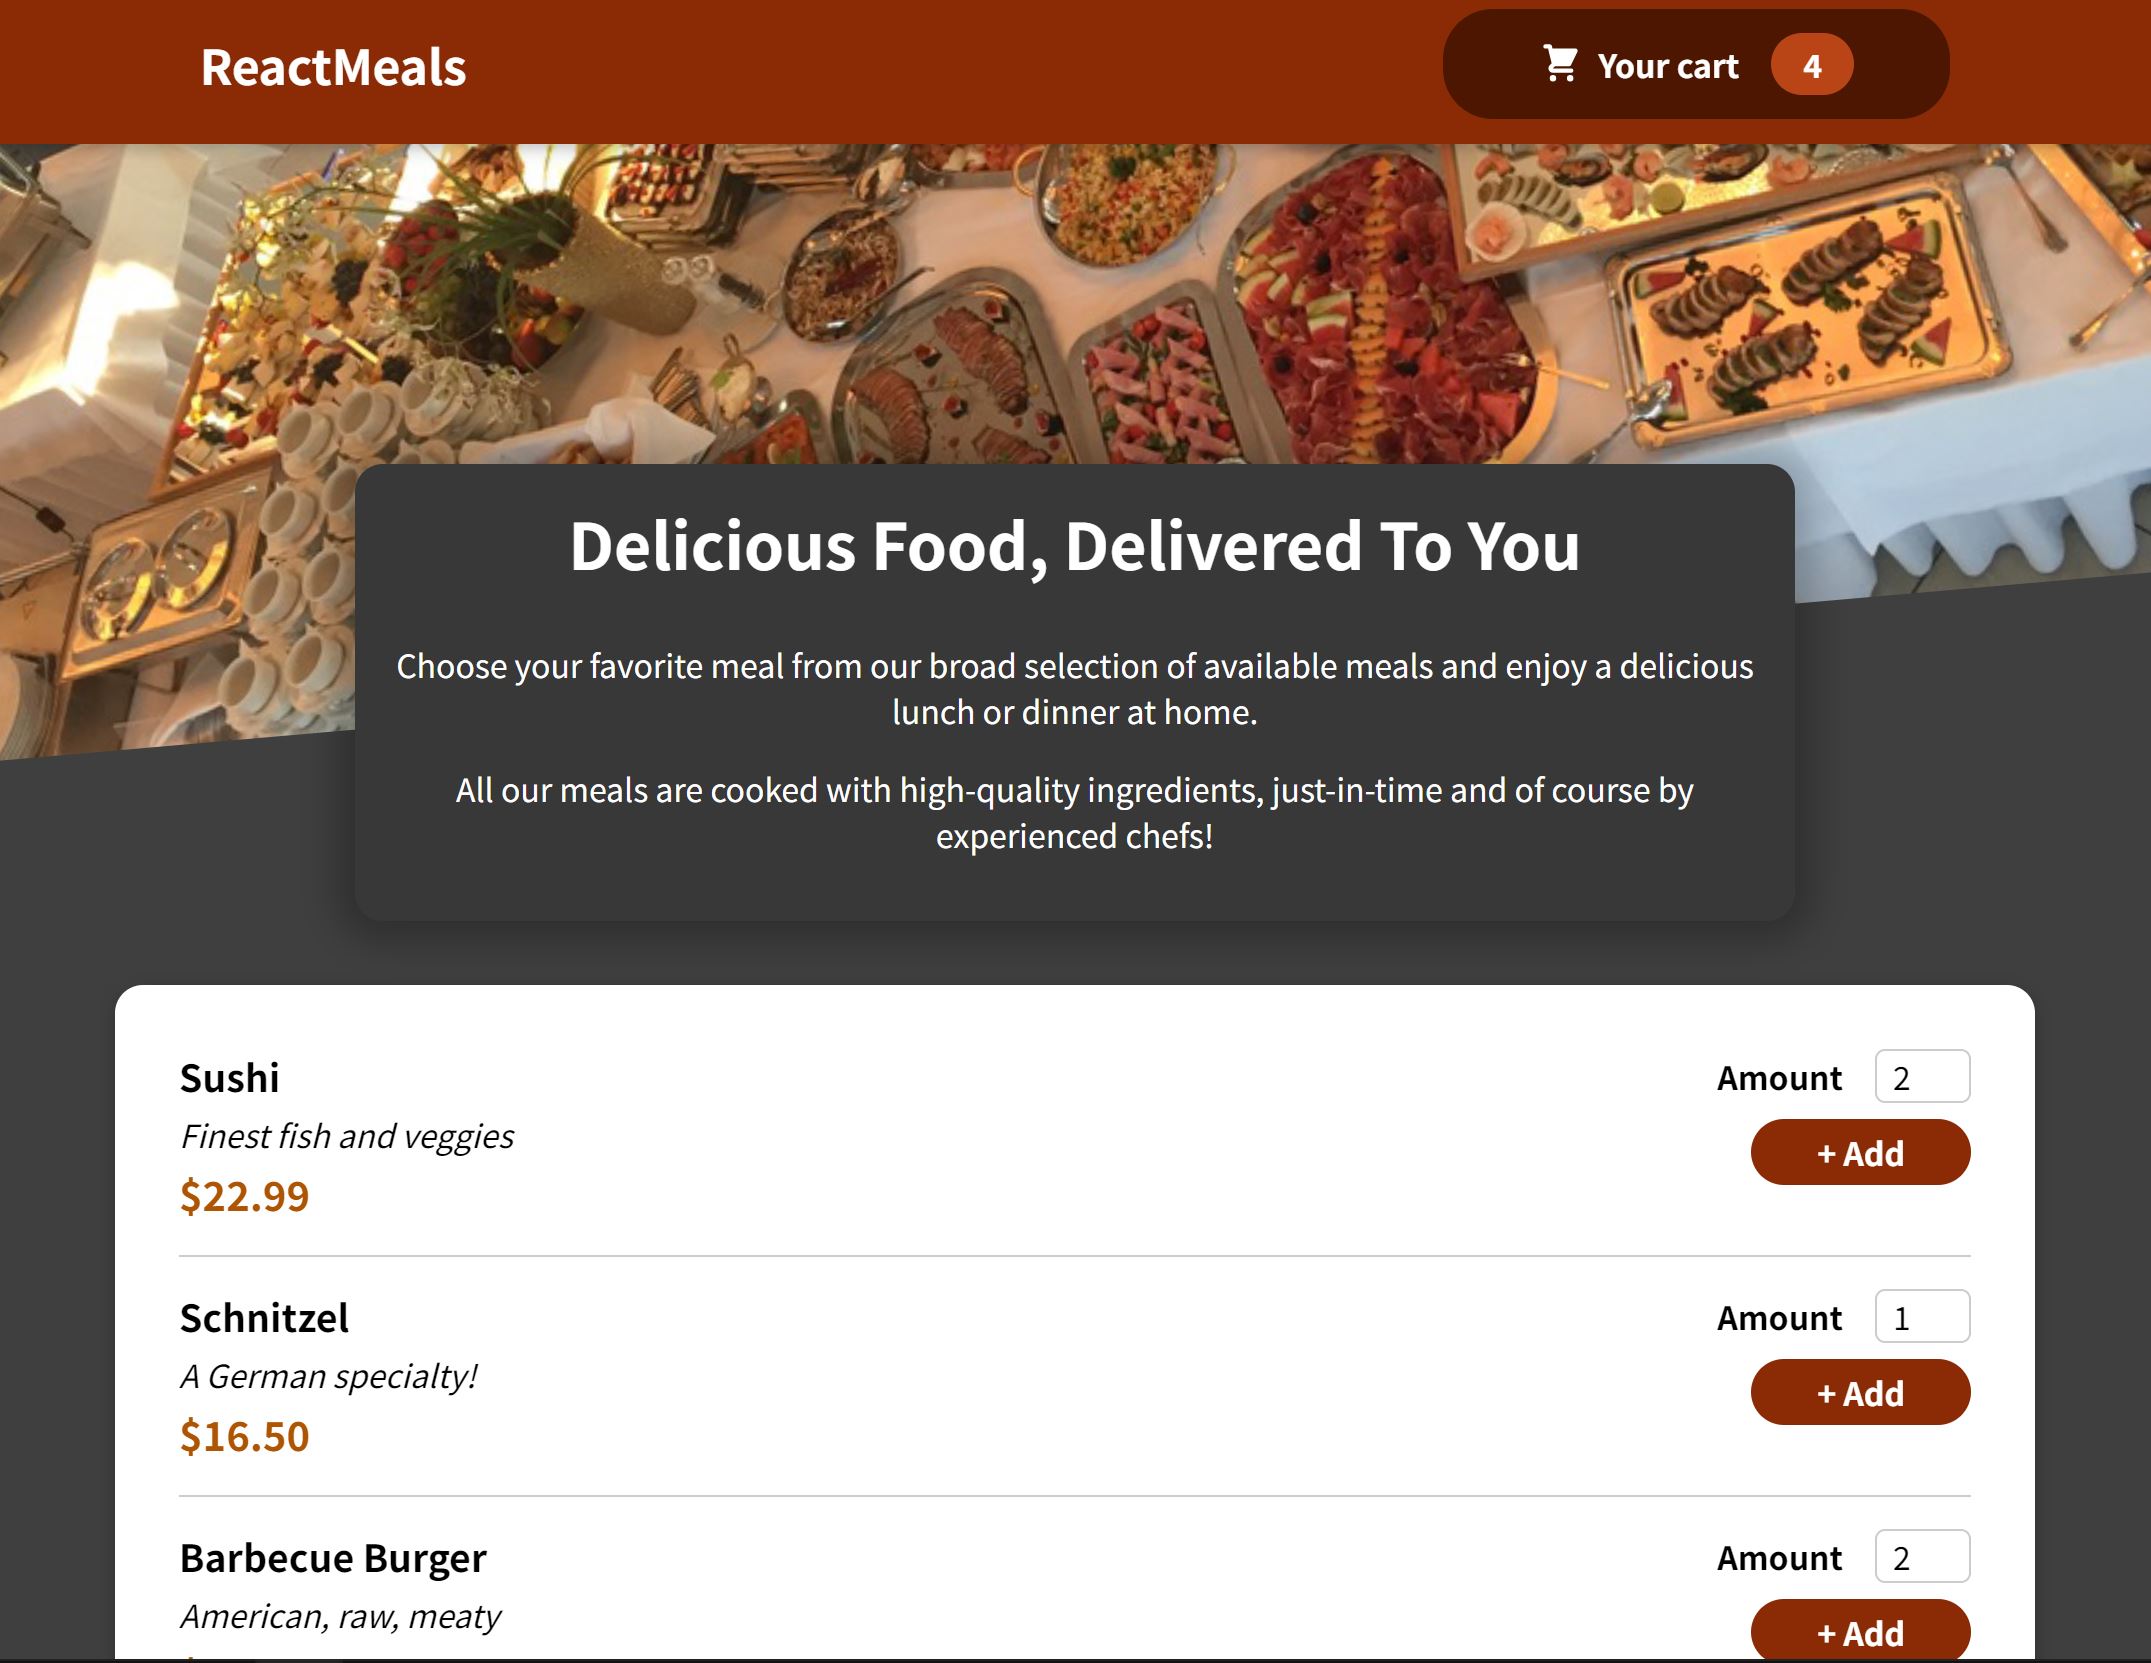 ReactMeals
Your cart 4
Delicious Food, Delivered To You
Choose your favorite meal from our broad selection of available meals and enjoy a delicious
lunch or dinner at home.
All our meals are cooked with high-quality ingredients, just-in-time and of course by
experienced chefs!
Sushi
Amount 2
Finest fish and veggies
+ Add
$22.99
Schnitzel
Amount 1
A German specialty!
+ Add
$16.50
Barbecue Burger
Amount 2
American, raw, meaty
+ Add